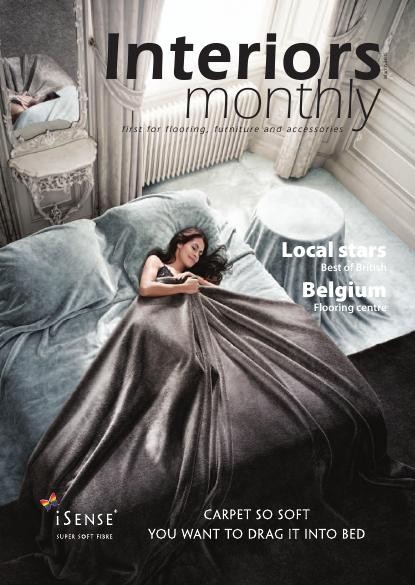 Interiors
monthly
first for flooring, furniture and accessories
Local stars
Best of British
Belgium
Flooring centre
iSense®
SUPER SOFT FIBRE
CARPET SO SOFT
YOU WANT TO DRAG IT INTO BED